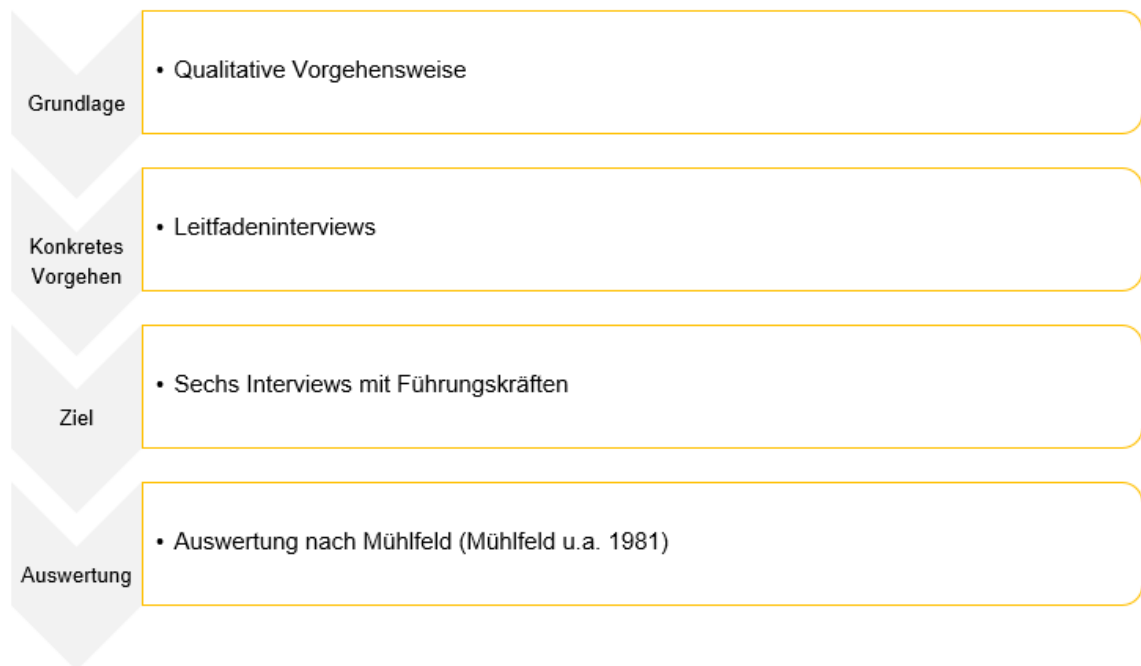 Grundlage
• Qualitative Vorgehensweise
Konkretes
Vorgehen
• Leitfadeninterviews
Ziel
• Sechs Interviews mit Führungskräften
Auswertung
• Auswertung nach Mühlfeld (Mühlfeld u.a. 1981)